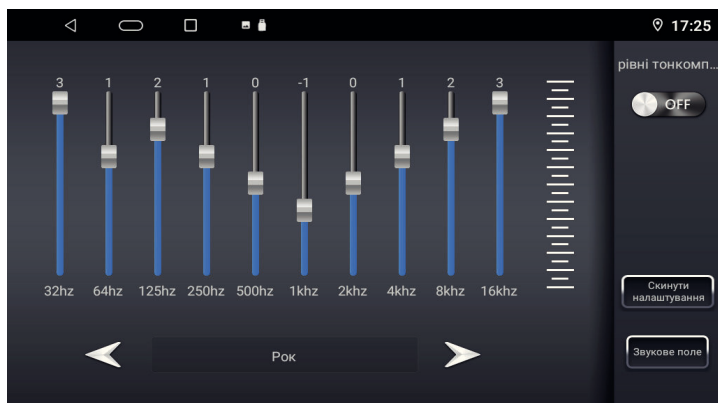 17:25
рівні тонкомп...
3 1 2 1 0 -1 0 1 2 3
OFF
32hz 64hz 125hz 250hz 500hz 1khz 2khz 4khz 8khz 16khz
Скинути
налаштування
Рок
Звукове поле